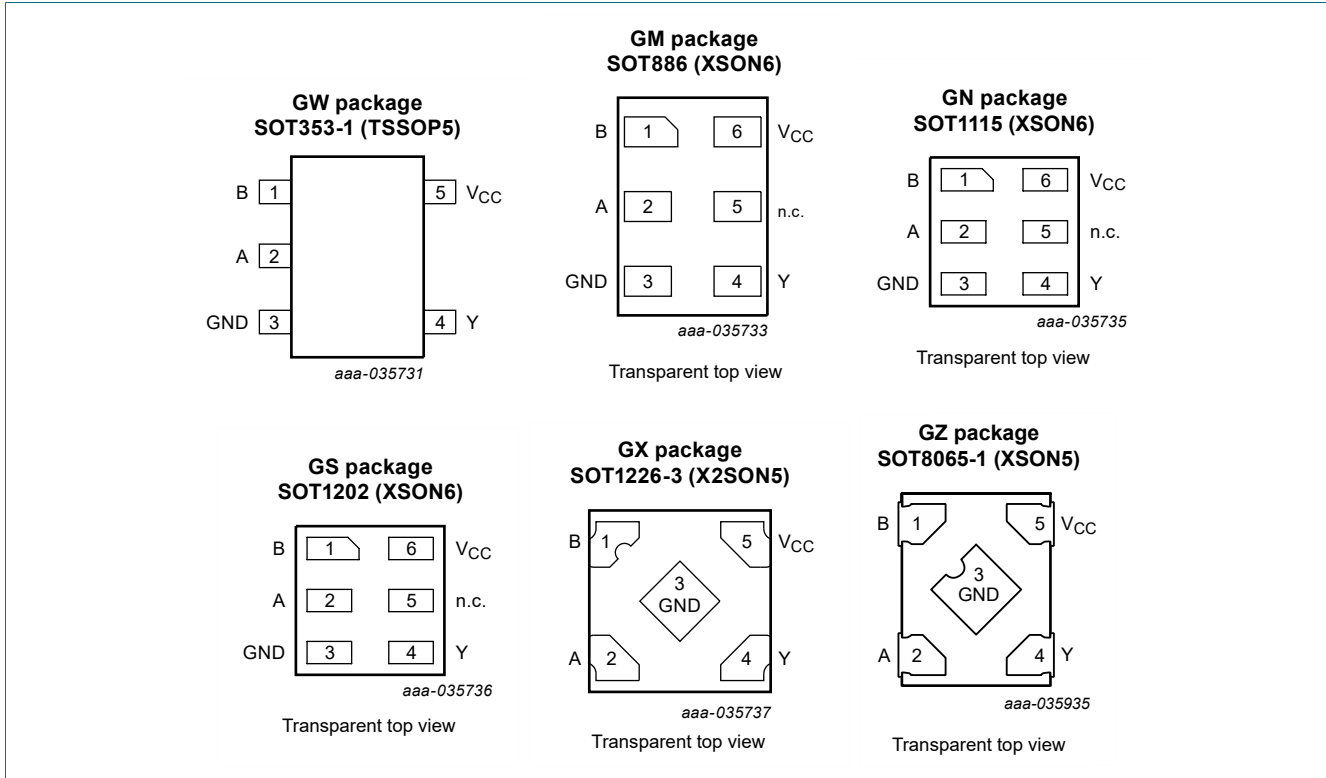 GW package
SOT353-1 (TSSOP5)
B 1
5 VCC
A 2
GND 3
4 Y
aaa-035731
GM package
SOT886 (XSON6)
B 1 6 VCC
A 2 5 n.c.
GND 3 4 Y
aaa-035733
Transparent top view
GN package
SOT1115 (XSON6)
B 1 6 VCC
A 2 5 n.c.
GND 3 4 Y
aaa-035735
Transparent top view
GS package
SOT1202 (XSON6)
B 1 6 VCC
A 2 5 n.c.
GND 3 4 Y
aaa-035736
Transparent top view
GX package
SOT1226-3 (X2SON5)
B 1 5 VCC
3
GND
A 2 4 Y
aaa-035737
Transparent top view
GZ package
SOT8065-1 (XSON5)
B 1 5 VCC
3
GND
A 2 4 Y
aaa-035935
Transparent top view